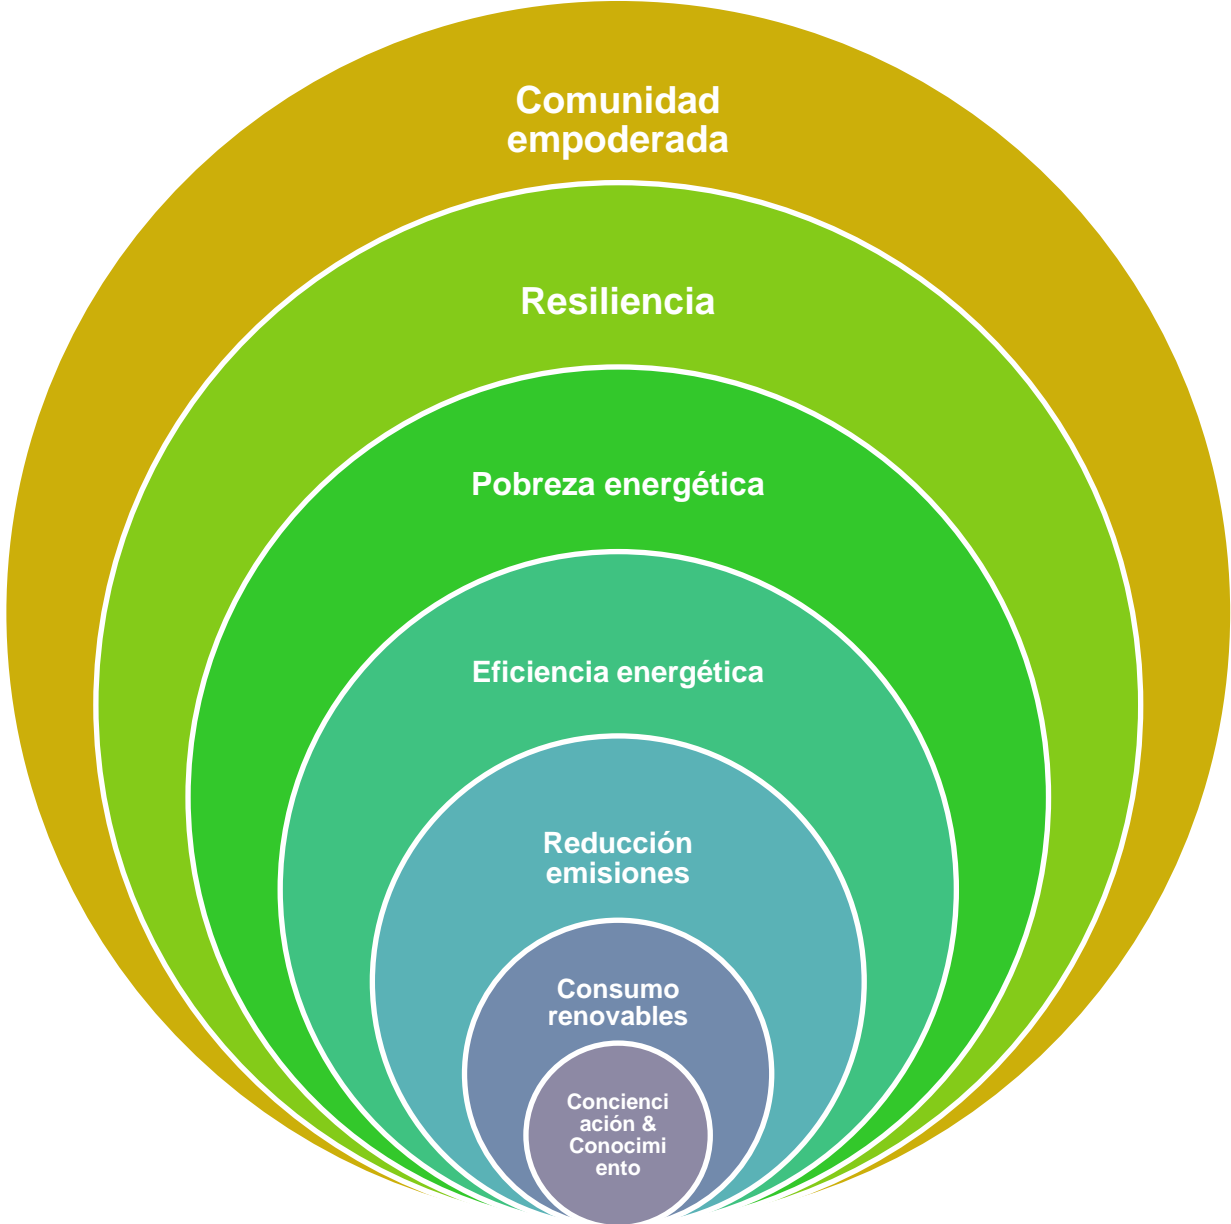 Comunidad
empoderada
Resiliencia
Pobreza energética
Eficiencia energética
Reducción
emisiones
Consumo
renovables
Concienci
ación &
Conocimi
ento